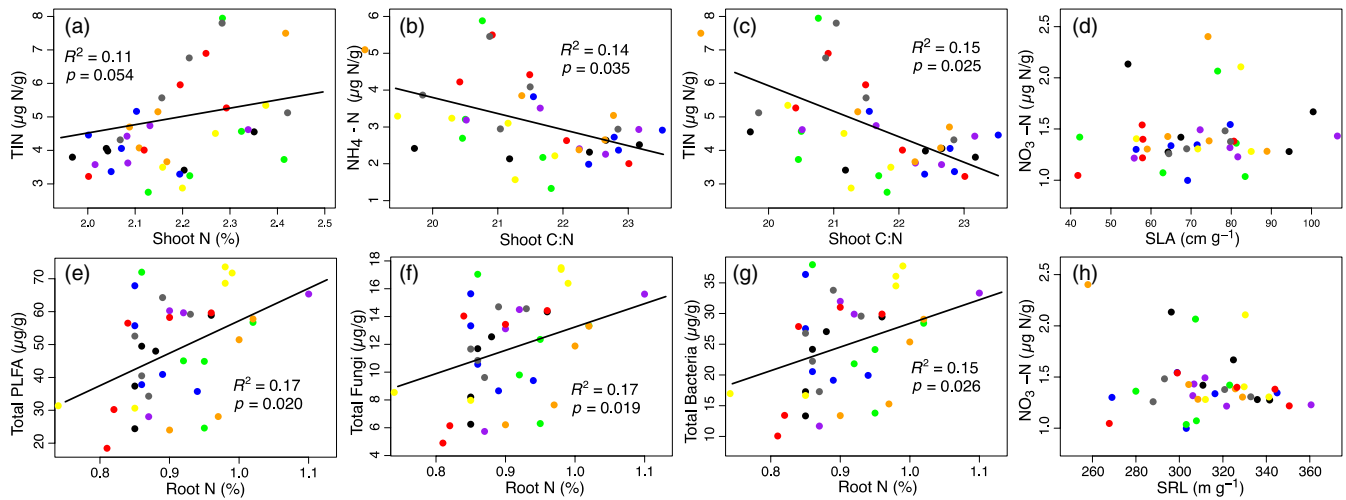 (a)
R² = 0.11
p = 0.054
TIN (µg N/g)
8
7
6
5
4
3
2.0 2.1 2.2 2.3 2.4 2.5
Shoot N (%)
(b)
R² = 0.14
p = 0.035
NH4 - N (µg N/g)
6
5
4
3
2
1
20 21 22 23
Shoot C:N
(c)
R² = 0.15
p = 0.025
TIN (µg N/g)
8
7
6
5
4
3
20 21 22 23
Shoot C:N
(d)
NO₃ –N (µg N/g)
2.5
2.0
1.5
1.0
40 50 60 70 80 90 100
SLA (cm g⁻¹)
(e)
R² = 0.17
p = 0.020
Total PLFA (µg/g)
70
60
50
40
30
20
0.8 0.9 1.0 1.1
Root N (%)
(f)
R² = 0.17
p = 0.019
Total Fungi (µg/g)
18
16
14
12
10
8
6
4
0.8 0.9 1.0 1.1
Root N (%)
(g)
R² = 0.15
p = 0.026
Total Bacteria (µg/g)
35
30
25
20
15
10
0.8 0.9 1.0 1.1
Root N (%)
(h)
NO₃ –N (µg N/g)
2.5
2.0
1.5
1.0
260 280 300 320 340 360
SRL (m g⁻¹)